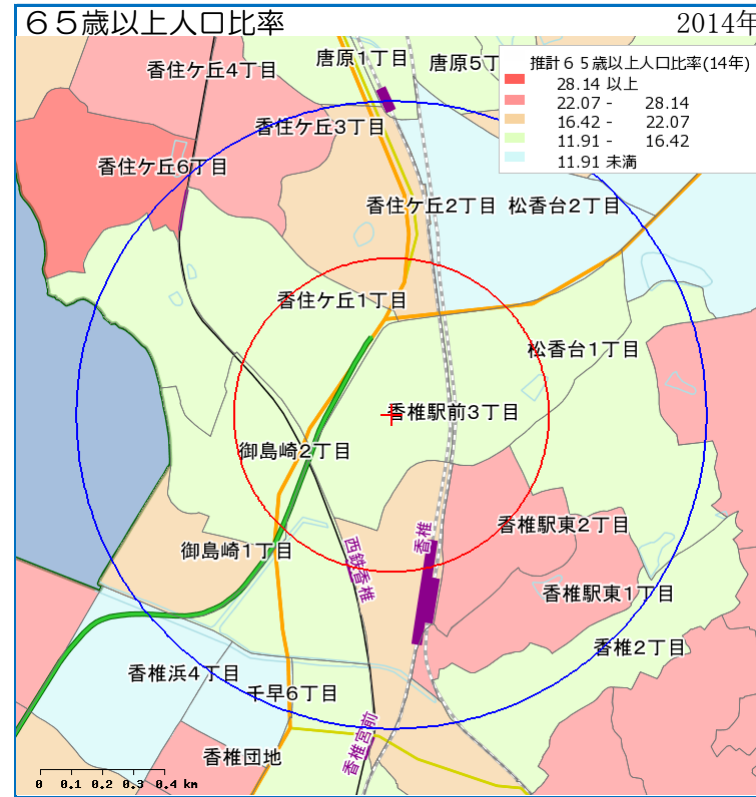 ６５歳以上人口比率
2014年
推計６５歳以上人口比率(14年)
28.14 以上
22.07 - 28.14
16.42 - 22.07
11.91 - 16.42
11.91 未満
唐原1丁目
唐原5丁
香住ケ丘4丁目
香住ケ丘3丁目
香住ケ丘6丁目
香住ケ丘2丁目
松香台2丁目
香住ケ丘1丁目
松香台1丁目
香椎駅前3丁目
御島崎2丁目
香椎駅東2丁目
香椎
御島崎1丁目
西鉄香椎
香椎駅東1丁目
香椎2丁目
香椎浜4丁目
千早6丁目
香椎宮前
香椎団地
0 0.1 0.2 0.3 0.4 km